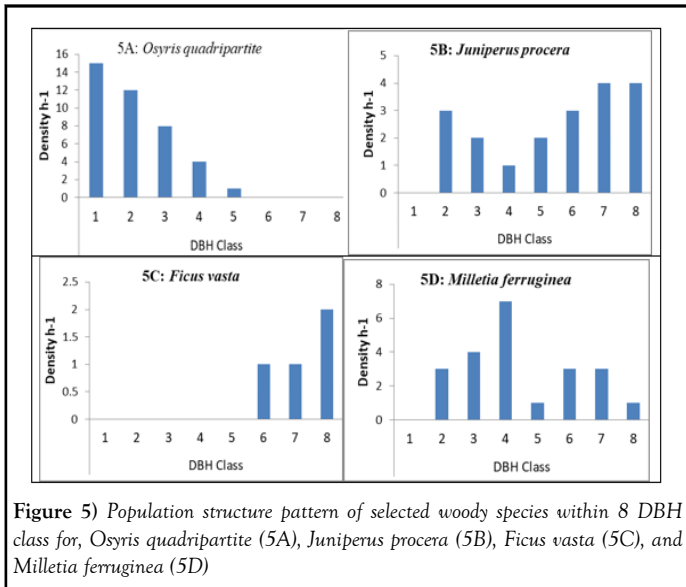 5A: Osyris quadripartite
16
14
12
10
8
6
4
2
0
Density h-1
1 2 3 4 5 6 7 8
DBH Class
5B: Juniperus procera
5
4
3
2
1
0
Density h-1
1 2 3 4 5 6 7 8
DBH Class
5C: Ficus vasta
2.5
2
1.5
1
0.5
0
Density h-1
1 2 3 4 5 6 7 8
DBH Class
5D: Milletia ferruginea
8
6
4
2
0
Density h-1
1 2 3 4 5 6 7 8
DBH Class
Figure 5) Population structure pattern of selected woody species within 8 DBH
class for, Osyris quadripartite (5A), Juniperus procera (5B), Ficus vasta (5C), and
Milletia ferruginea (5D)